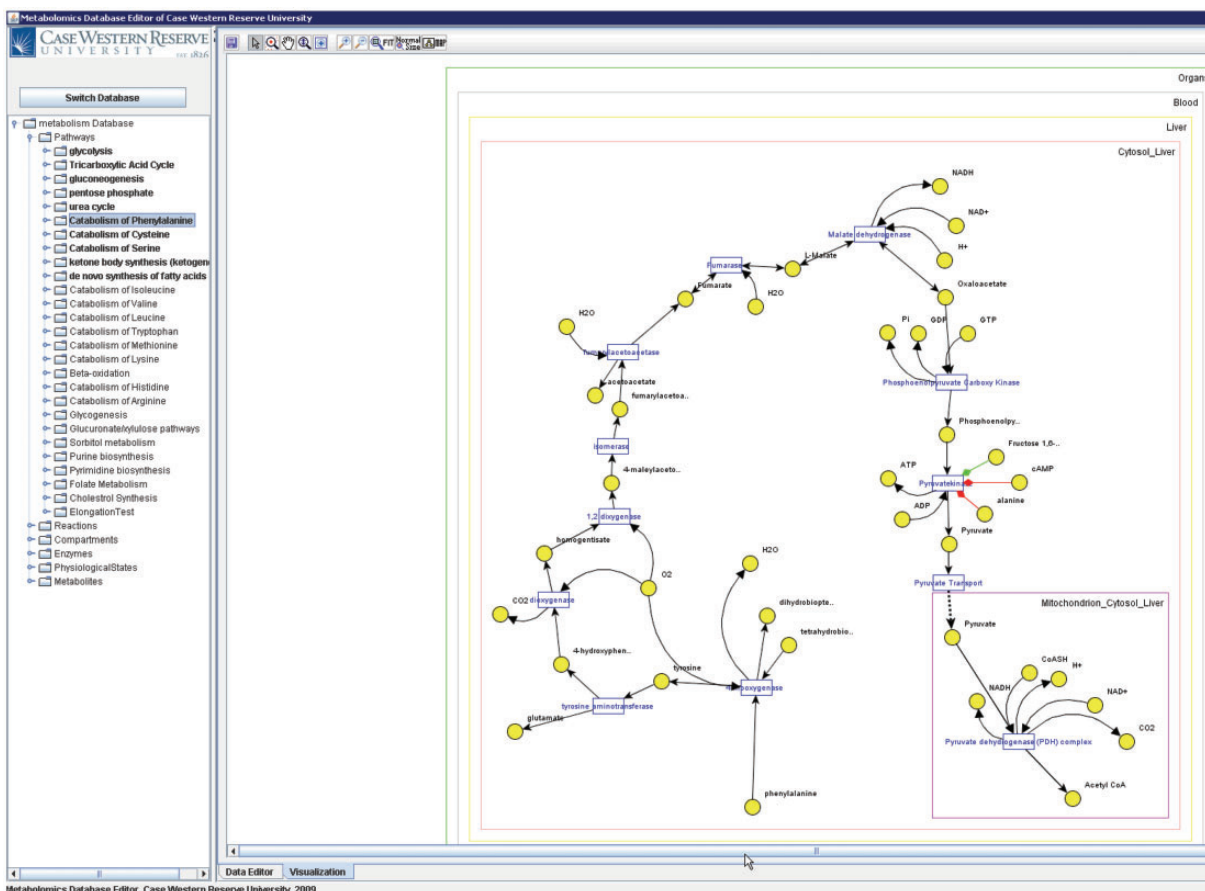 Metabolomics Database Editor of Case Western Reserve University
CASE WESTERN RESERVE
UNIVERSITY EST. 1826
Switch Database
metabolism Database
Pathways
glycolysis
Tricarboxylic Acid Cycle
gluconeogenesis
pentose phosphate
urea cycle
Catabolism of Phenylalanine
Catabolism of Cysteine
Catabolism of Serine
ketone body synthesis (ketogen
de novo synthesis of fatty acids
Catabolism of Isoleucine
Catabolism of Valine
Catabolism of Leucine
Catabolism of Tryptophan
Catabolism of Methionine
Catabolism of Lysine
Beta-oxidation
Catabolism of Histidine
Catabolism of Arginine
Glycogenesis
Glucuronate/xylulose pathways
Sorbitol metabolism
Purine biosynthesis
Pyrimidine biosynthesis
Folate Metabolism
Cholestrol Synthesis
ElongationTest
Reactions
Compartments
Enzymes
PhysiologicalStates
Metabolites
FIT
Normal Size
Organs
Blood
Liver
Cytosol_Liver
NADH
NAD+
Malate dehydrogenase
H+
L-Malate
Fumarase
Oxaloacetate
Fumarate
H2O
H2O
Pi
GDP
GTP
fumarylacetoacetase
acetoacetate
Phosphoenolpyruvate Carboxy Kinase
fumarylacetoa..
Phosphoenolpy..
isomerase
Fructose 1,6-..
4-maleylaceto..
ATP
cAMP
Pyruvatekina
ADP
alanine
1,2 dixygenase
Pyruvate
homogentisate
H2O
O2
Pyruvate Transport
CO2
dioxygenase
dihydrobiopte..
Mitochondrion_Cytosol_Liver
tetrahydrobio..
Pyruvate
4-hydroxyphen..
tyrosine
CoASH
H+
NADH
NAD+
tyrosine aminotransferase
glutamate
CO2
Pyruvate dehydrogenase (PDH) complex
Acetyl CoA
phenylalanine
Data Editor
Visualization
Metabolomics Database Editor, Case Western Reserve University, 2009